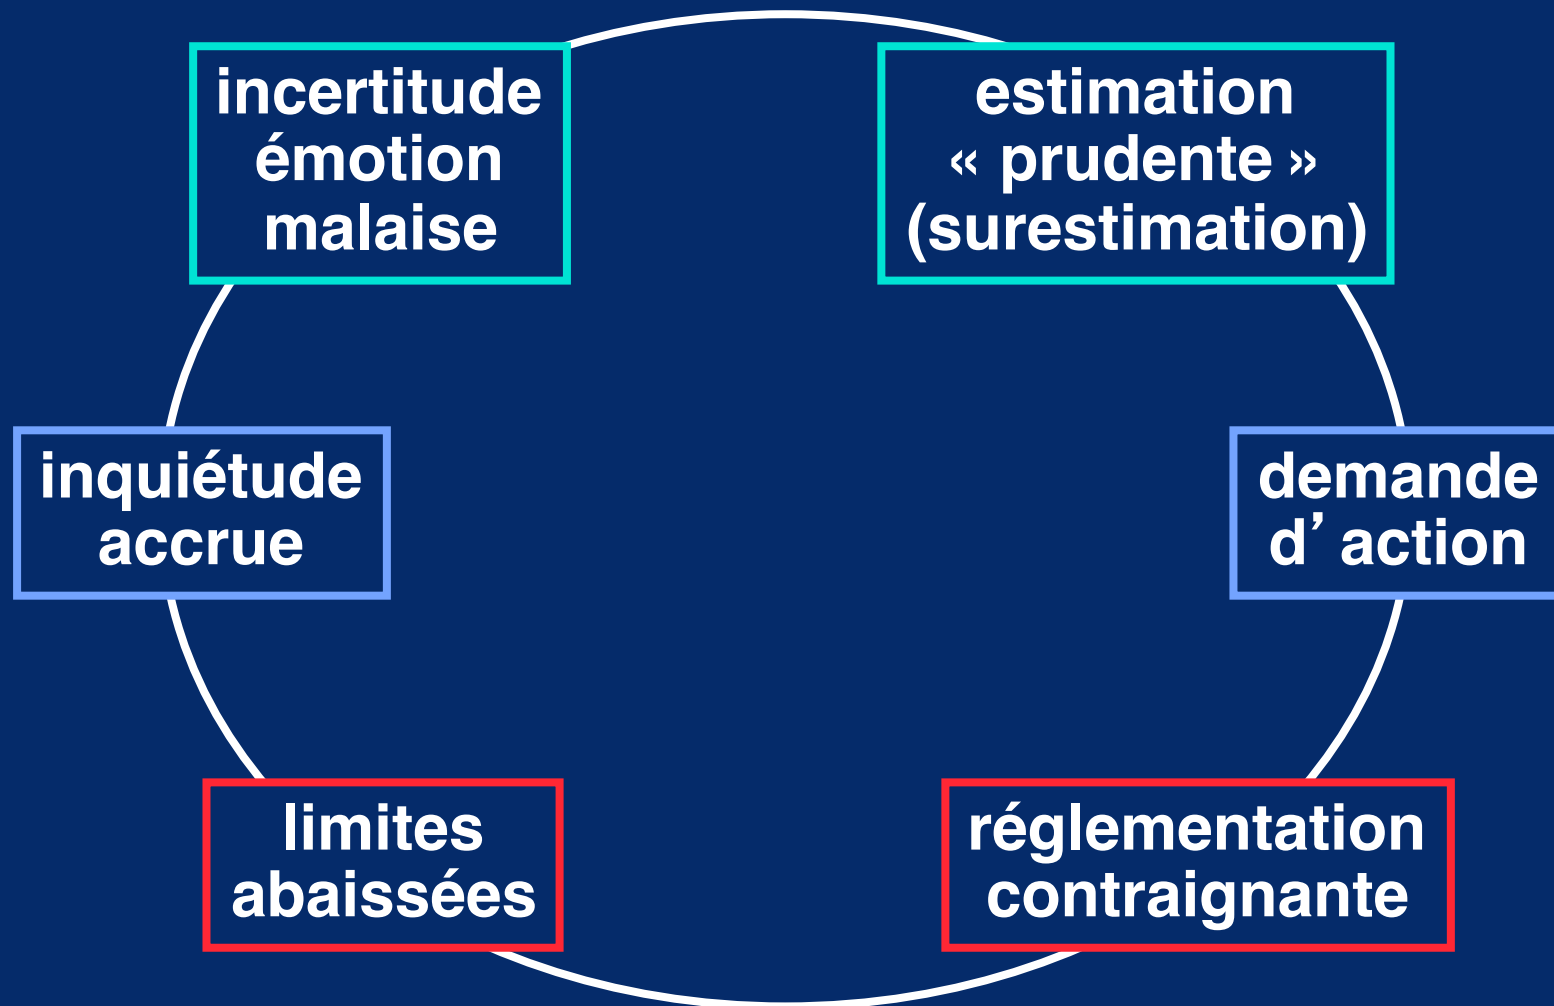 incertitude
émotion
malaise
estimation
« prudente »
(surestimation)
inquiétude
accrue
demande
d’ action
limites
abaissées
réglementation
contraignante